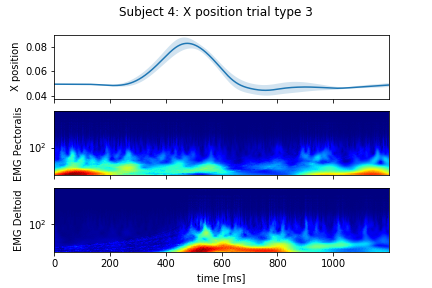 Subject 4: X position trial type 3
X position
0.08
0.06
0.04
EMG Pectoralis
10²
EMG Deltoid
10²
0 200 400 600 800 1000
time [ms]